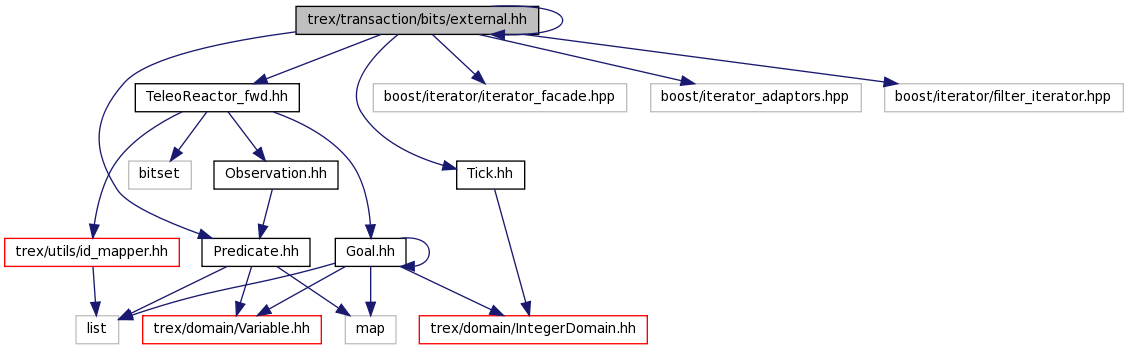 trex/transaction/bits/external.hh
TeleoReactor_fwd.hh
boost/iterator/iterator_facade.hpp
boost/iterator_adaptors.hpp
boost/iterator/filter_iterator.hpp
bitset
Observation.hh
Tick.hh
trex/utils/id_mapper.hh
Predicate.hh
Goal.hh
list
trex/domain/Variable.hh
map
trex/domain/IntegerDomain.hh